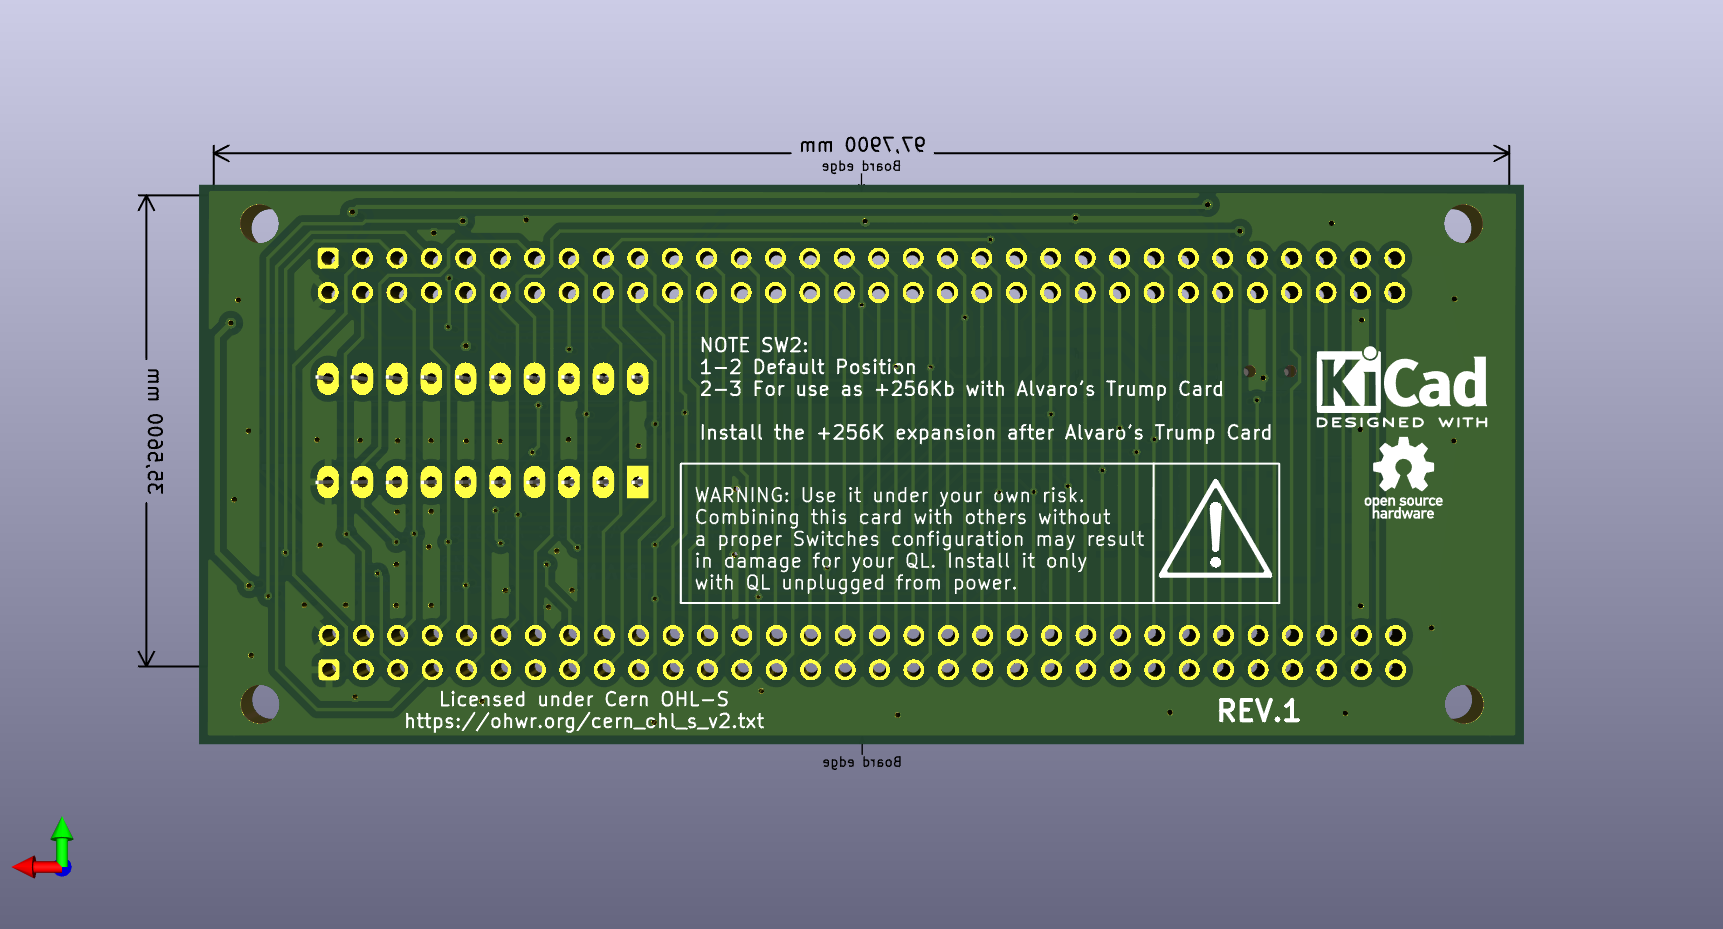 97,7900 mm
Board edge
35,5600 mm
NOTE SW2:
1-2 Default Position
2-3 For use as +256Kb with Alvaro's Trump Card
Install the +256K expansion after Alvaro's Trump Card
KiCad
DESIGNED WITH
open source
hardware
WARNING: Use it under your own risk.
Combining this card with others without
a proper Switches configuration may result
in damage for your QL. Install it only
with QL unplugged from power.
!
Licensed under Cern OHL-S
https://ohwr.org/cern_ohl_s_v2.txt
REV.1
Board edge